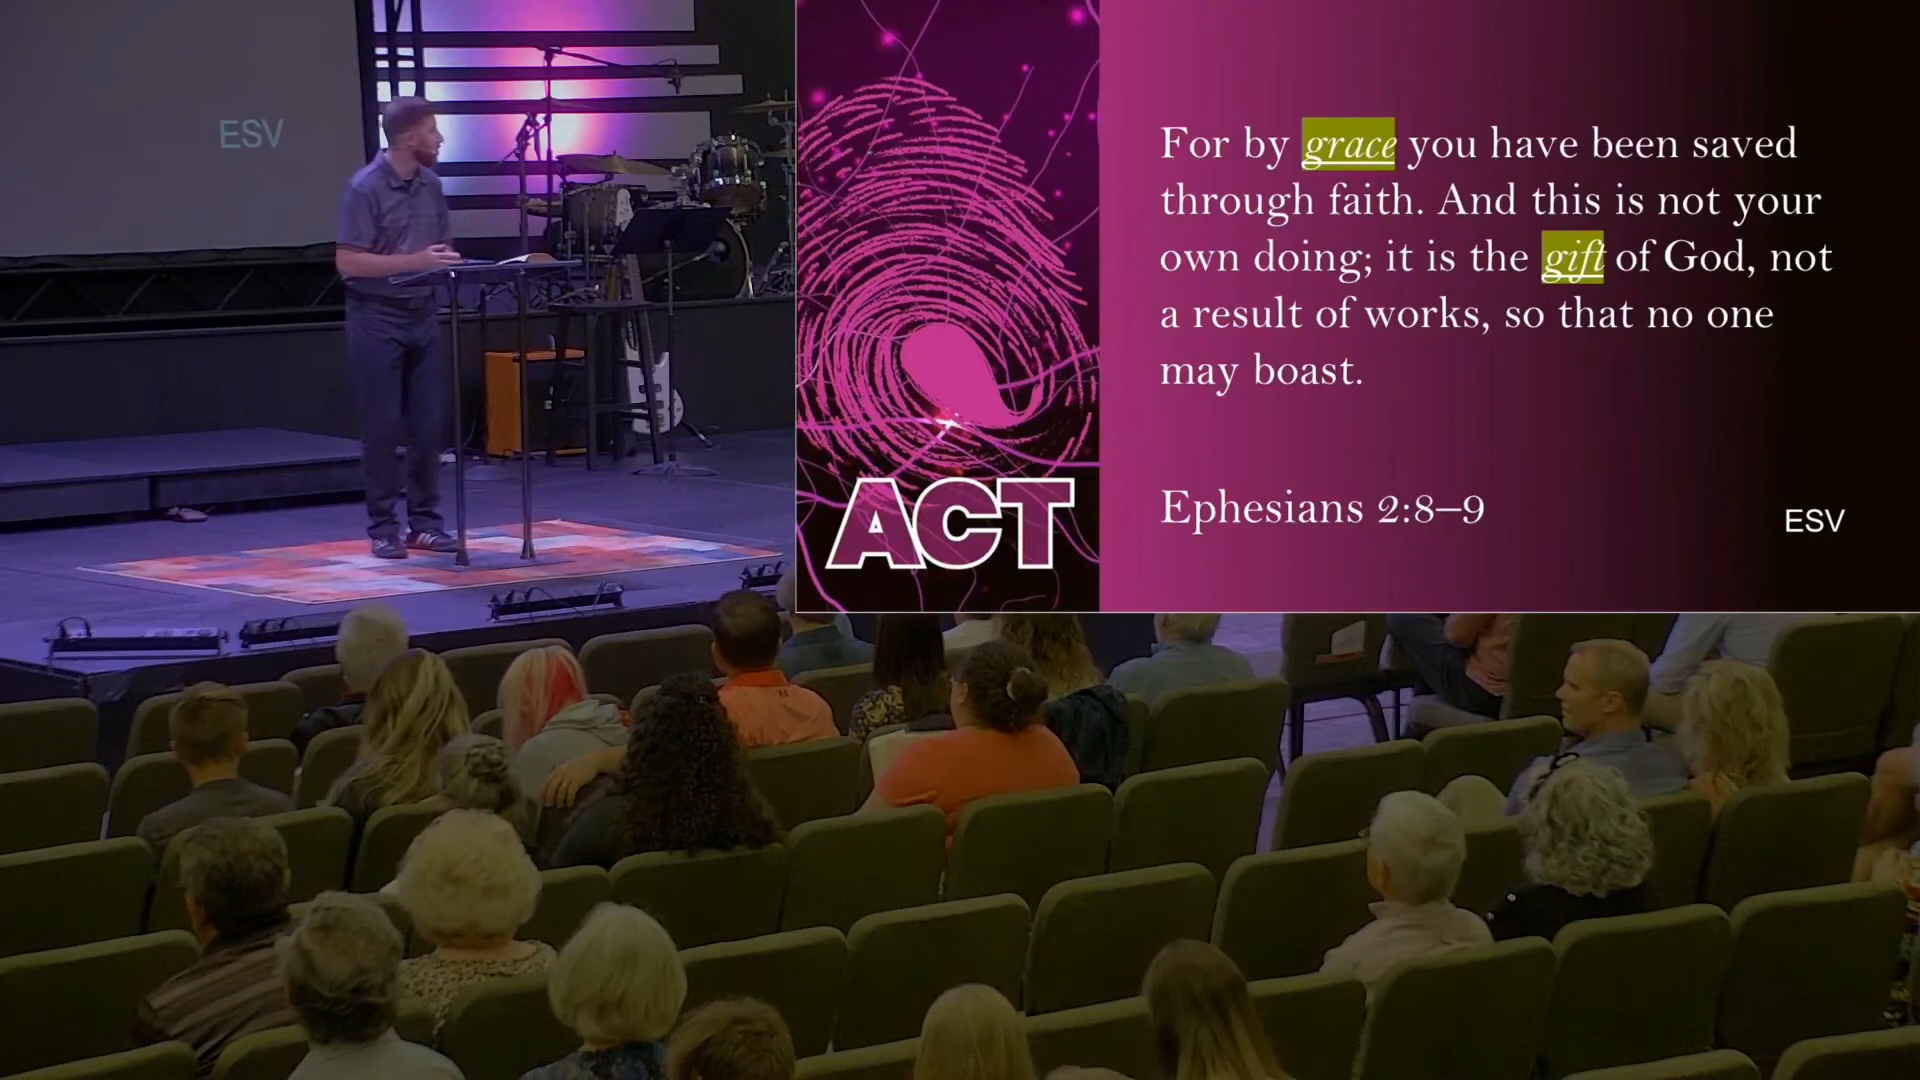 ESV
ACT
For by grace you have been saved
through faith. And this is not your
own doing; it is the gift of God, not
a result of works, so that no one
may boast.
Ephesians 2:8–9
ESV